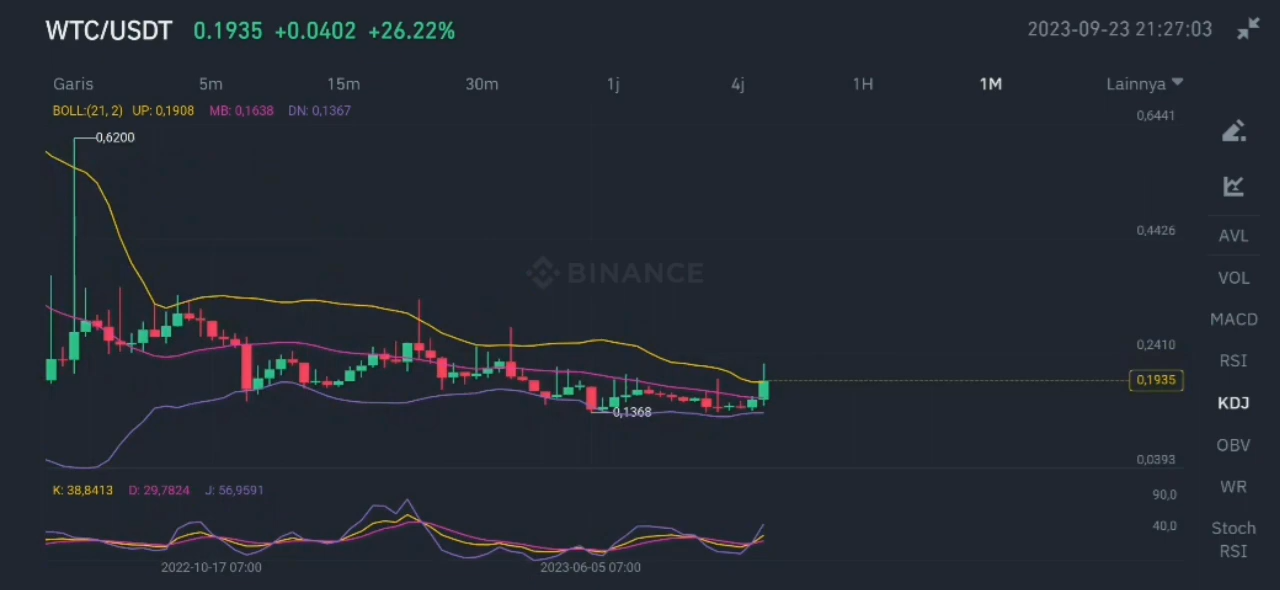 WTC/USDT 0.1935 +0.0402 +26.22% 2023-09-23 21:27:03
Garis 5m 15m 30m 1j 4j 1H 1M Lainnya
BOLL:(21, 2) UP: 0,1908 MB: 0,1638 DN: 0,1367
0,6441
0,6200
AVL
0,4426
BINANCE
VOL
MACD
0,2410
RSI
0,1935
KDJ
0,1368
OBV
0,0393
K: 38,8413 D: 29,7824 J: 56,9591
WR
90,0
40,0
Stoch
RSI
2022-10-17 07:00 2023-06-05 07:00